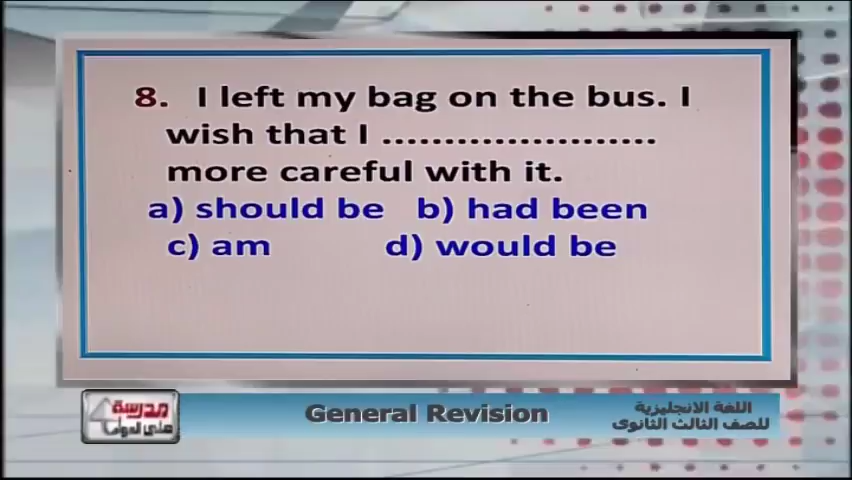 8. I left my bag on the bus. I
wish that I ......................
more careful with it.
a) should be b) had been
c) am d) would be
مدرسة
على الهواء
General Revision
اللغة الانجليزية
للصف الثالث الثانوى